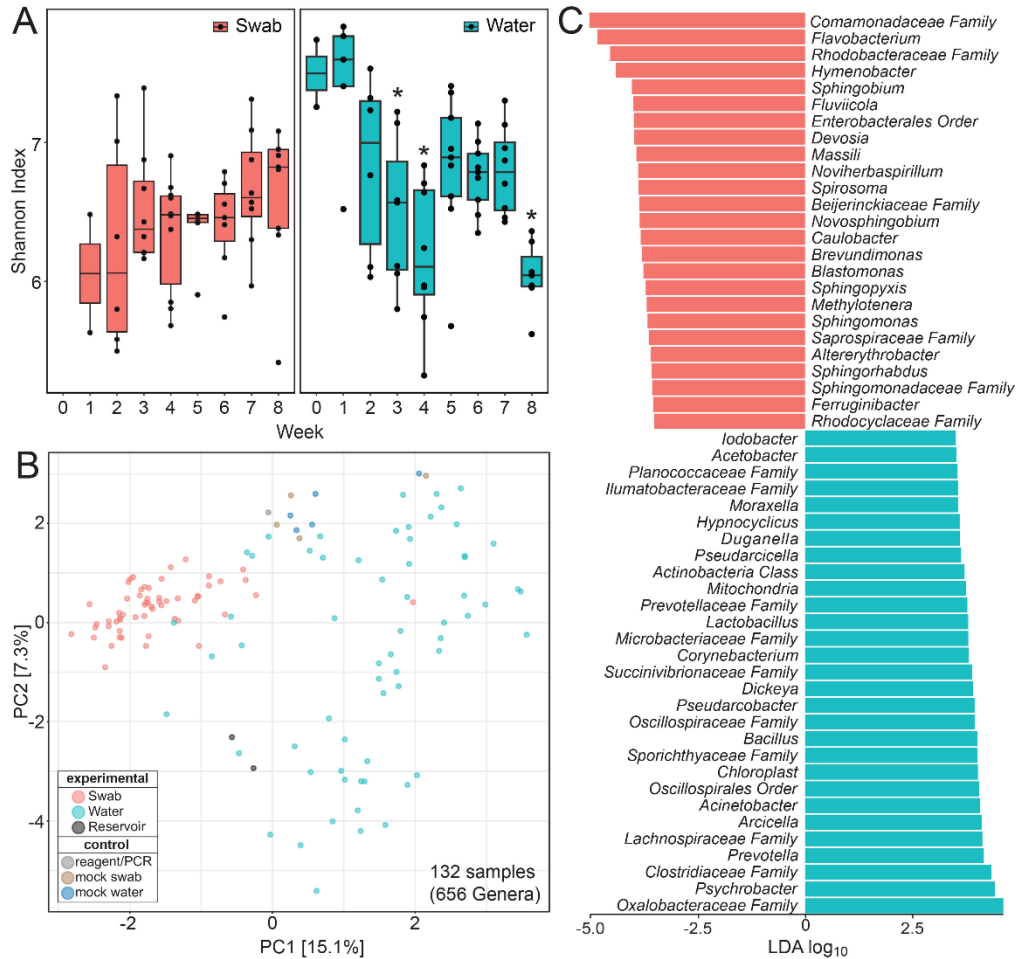 A
Swab
Water
Shannon Index
7
6
*
*
*
0 1 2 3 4 5 6 7 8
0 1 2 3 4 5 6 7 8
Week
B
PC2 [7.3%]
2
0
-2
-4
experimental
Swab
Water
Reservoir
control
reagent/PCR
mock swab
mock water
132 samples
(656 Genera)
-2 0 2
PC1 [15.1%]
C
Comamonadaceae Family
Flavobacterium
Rhodobacteraceae Family
Hymenobacter
Sphingobium
Fluviicola
Enterobacterales Order
Devosia
Massili
Noviherbaspirillum
Spirosoma
Beijerinckiaceae Family
Novosphingobium
Caulobacter
Brevundimonas
Blastomonas
Sphingopyxis
Methylotenera
Sphingomonas
Saprospiraceae Family
Altererythrobacter
Sphingorhabdus
Sphingomonadaceae Family
Ferruginibacter
Rhodocyclaceae Family
Iodobacter
Acetobacter
Planococcaceae Family
Ilumatobacteraceae Family
Moraxella
Hypnocyclicus
Duganella
Pseudarcicella
Actinobacteria Class
Mitochondria
Prevotellaceae Family
Lactobacillus
Microbacteriaceae Family
Corynebacterium
Succinivibrionaceae Family
Dickeya
Pseudarcobacter
Oscillospiraceae Family
Bacillus
Sporichthyaceae Family
Chloroplast
Oscillospirales Order
Acinetobacter
Arcicella
Lachnospiraceae Family
Prevotella
Clostridiaceae Family
Psychrobacter
Oxalobacteraceae Family
-5.0 0 2.5
LDA log10